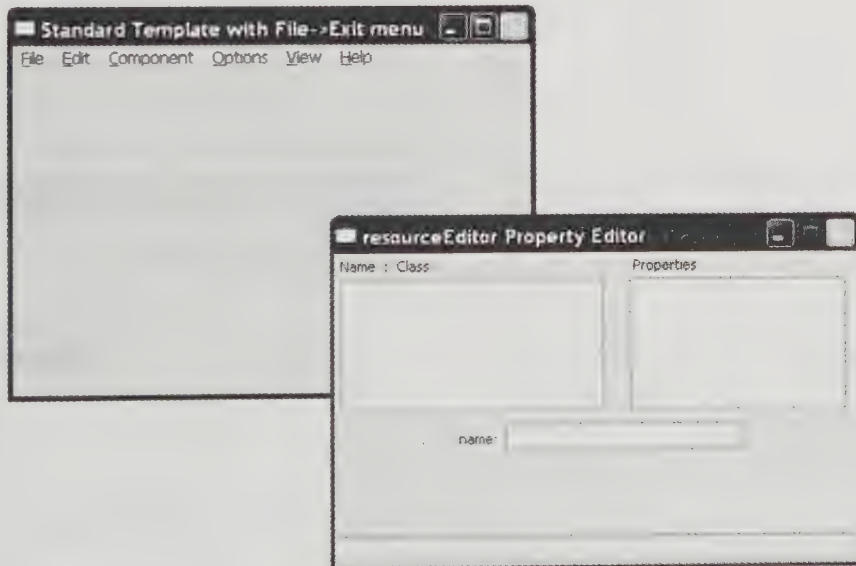 Standard Template with File->Exit menu
File Edit Component Options View Help
resourceEditor Property Editor
Name : Class
Properties
name: